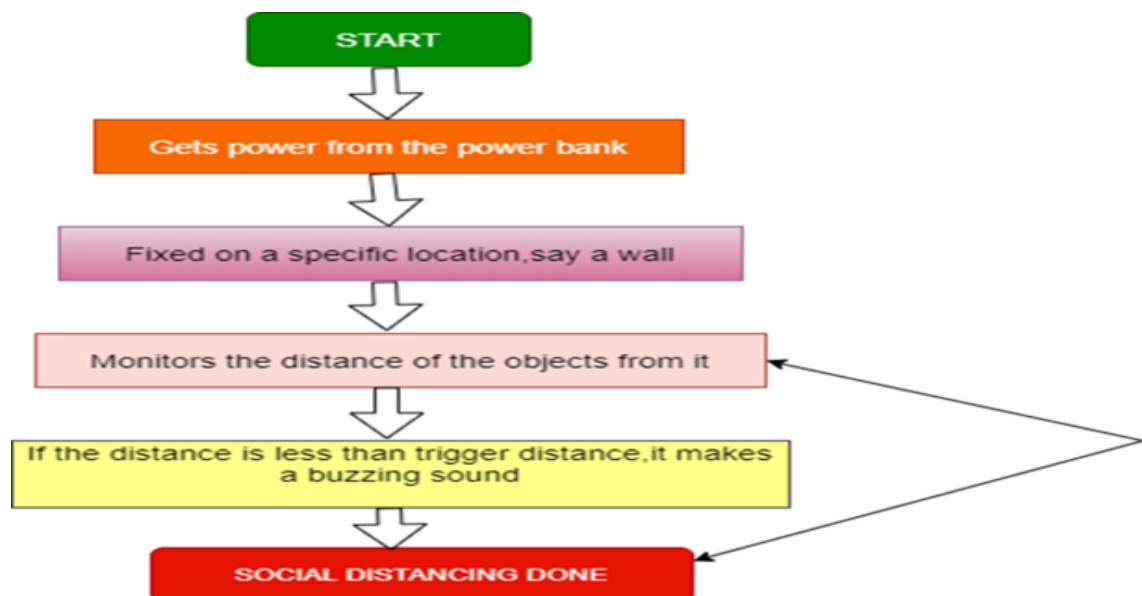 START
Gets power from the power bank
Fixed on a specific location,say a wall
Monitors the distance of the objects from it
If the distance is less than trigger distance,it makes
a buzzing sound
SOCIAL DISTANCING DONE